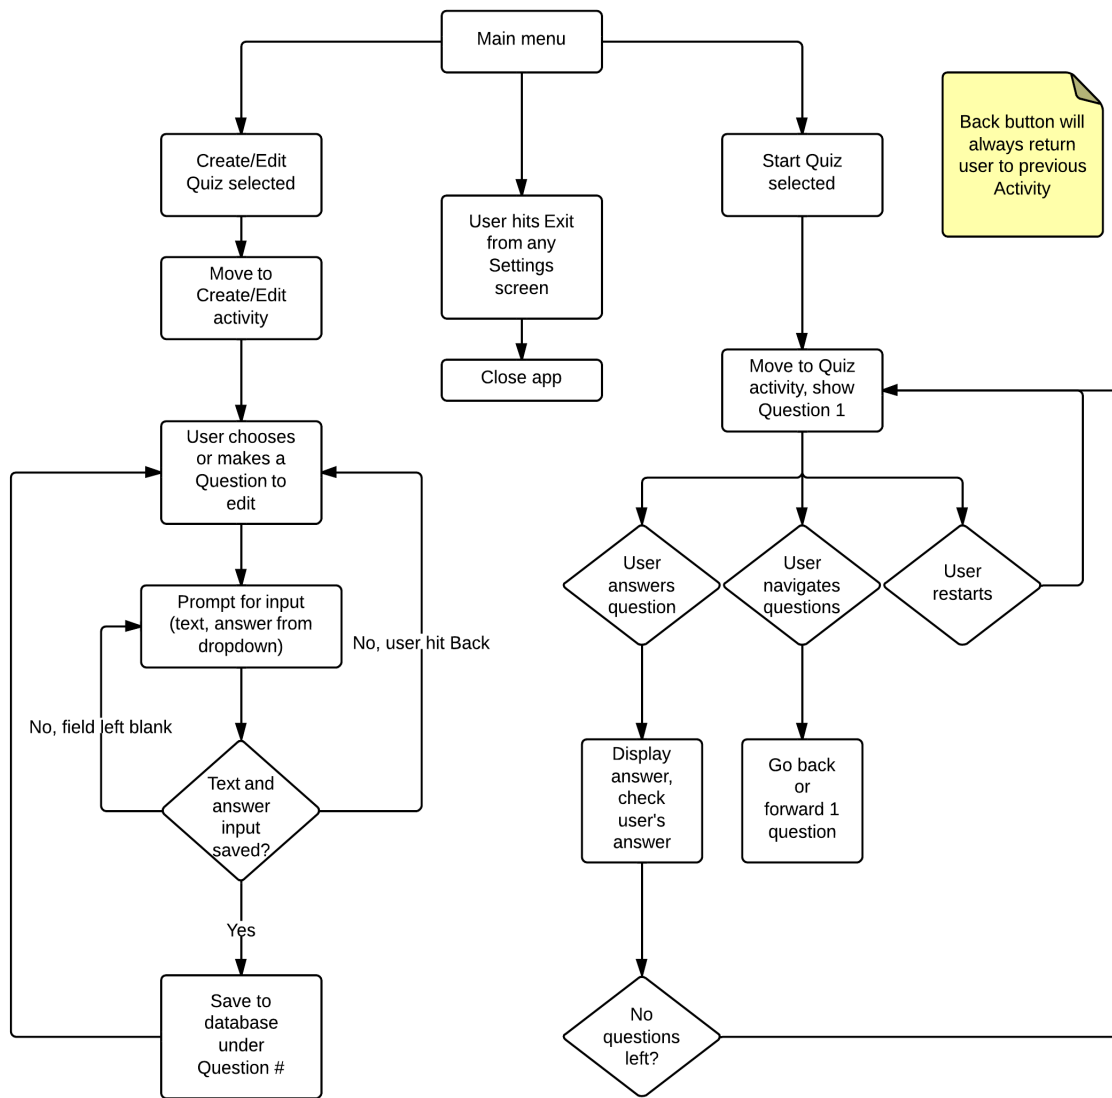 Main menu
Back button will
always return
user to previous
Activity
Create/Edit
Quiz selected
Start Quiz
selected
User hits Exit
from any
Settings
screen
Move to
Create/Edit
activity
Close app
Move to Quiz
activity, show
Question 1
User chooses
or makes a
Question to
edit
User
answers
question
User
navigates
questions
User
restarts
Prompt for input
(text, answer from
dropdown)
No, user hit Back
No, field left blank
Text and
answer
input
saved?
Display
answer,
check
user's
answer
Go back
or
forward 1
question
Yes
Save to
database
under
Question #
No
questions
left?